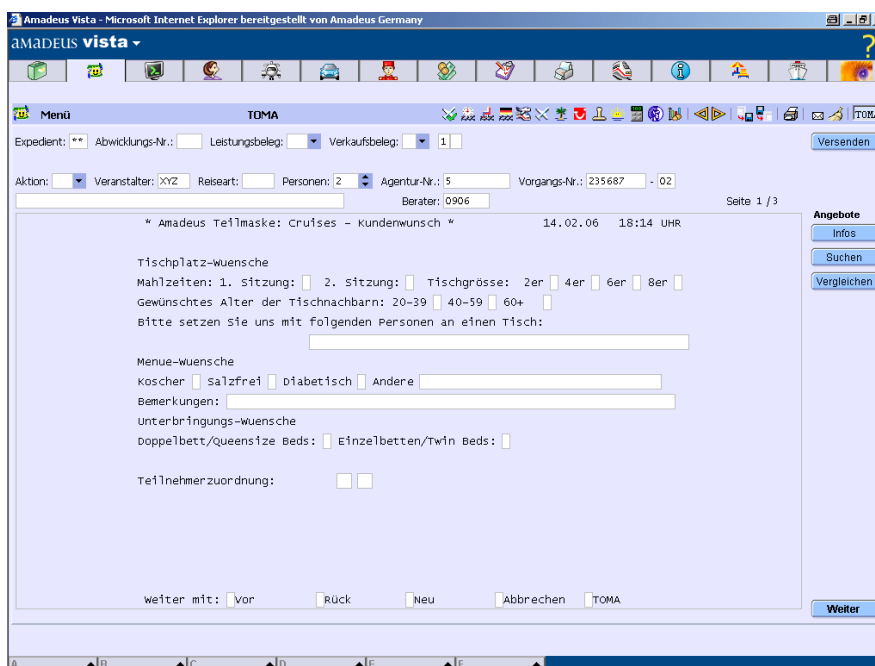 Amadeus Vista - Microsoft Internet Explorer bereitgestellt von Amadeus Germany
amadeus vista
?
Menü TOMA TOMA
Expedient: ** Abwicklungs-Nr.: Leistungsbeleg: Verkaufsbeleg: 1 Versenden
Aktion: Veranstalter: XYZ Reiseart: Personen: 2 Agentur-Nr.: 5 Vorgangs-Nr.: 235687 - 02
Berater: 0906 Seite 1 / 3
Angebote
Infos
Suchen
Vergleichen
* Amadeus Teilmaske: Cruises - Kundenwunsch * 14.02.06 18:14 UHR
Tischplatz-Wuensche
Mahlzeiten: 1. Sitzung: 2. Sitzung: Tischgrösse: 2er 4er 6er 8er
Gewünschtes Alter der Tischnachbarn: 20-39 40-59 60+
Bitte setzen Sie uns mit folgenden Personen an einen Tisch:
Menue-Wuensche
Koscher Salzfrei Diabetisch Andere
Bemerkungen:
Unterbringungs-Wuensche
Doppelbett/Queensize Beds: Einzelbetten/Twin Beds:
Teilnehmerzuordnung:
Weiter mit: Vor Rück Neu Abbrechen TOMA
Weiter
A B C D E F